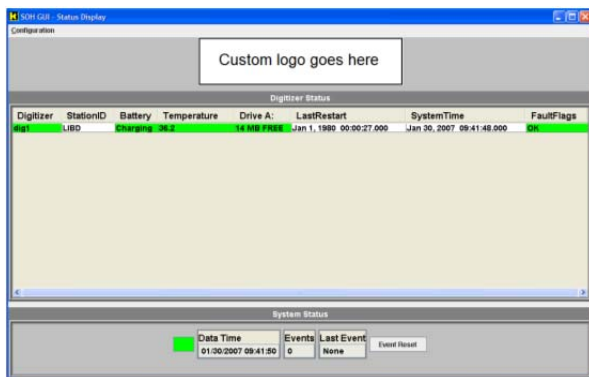 SOH GUI - Status Display
Configuration
Custom logo goes here
Digitizer Status
Digitizer StationID Battery Temperature Drive A: LastRestart SystemTime FaultFlags
dig1 LIBD Charging 36.2 14 MB FREE Jan 1, 1980 00:00:27.000 Jan 30, 2007 09:41:48.000 OK
System Status
Data Time Events Last Event
01/30/2007 09:41:50 0 None Event Reset